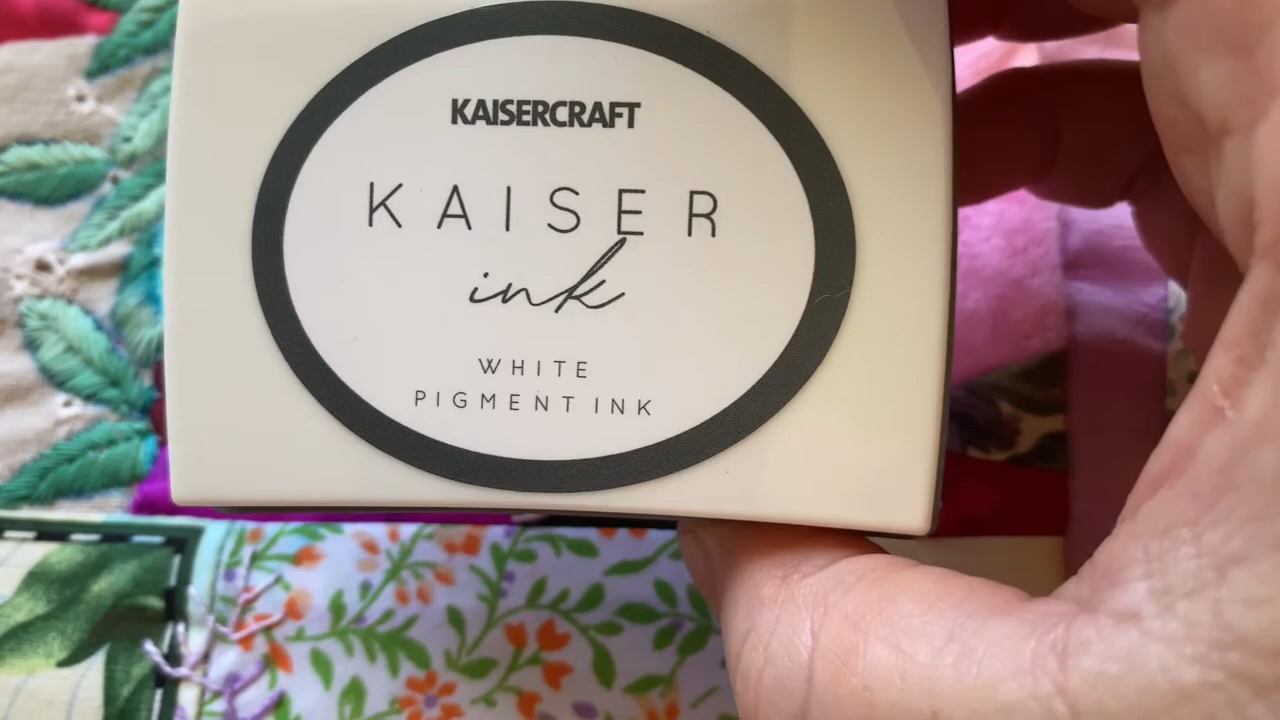 KAISERCRAFT
KAISER
ink
WHITE
PIGMENT INK